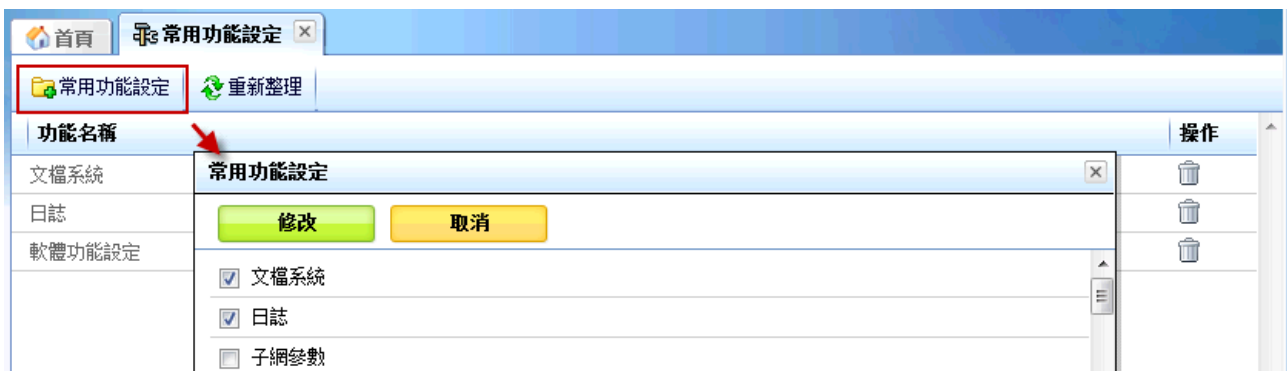 首頁 常用功能設定
常用功能設定 重新整理
功能名稱 操作
文檔系統
日誌
軟體功能設定
常用功能設定
修改 取消
文檔系統
日誌
子網參數